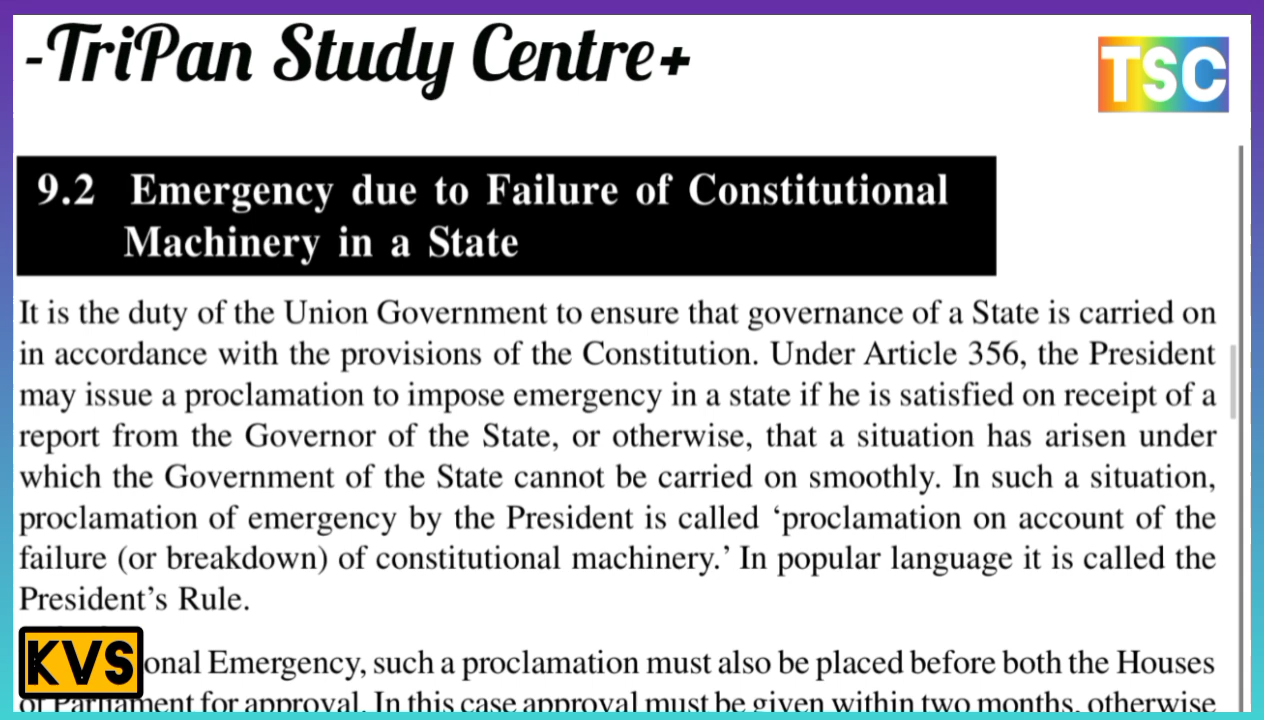 -TriPan Study Centre+
TSC
9.2 Emergency due to Failure of Constitutional
Machinery in a State
It is the duty of the Union Government to ensure that governance of a State is carried on
in accordance with the provisions of the Constitution. Under Article 356, the President
may issue a proclamation to impose emergency in a state if he is satisfied on receipt of a
report from the Governor of the State, or otherwise, that a situation has arisen under
which the Government of the State cannot be carried on smoothly. In such a situation,
proclamation of emergency by the President is called ‘proclamation on account of the
failure (or breakdown) of constitutional machinery.’ In popular language it is called the
President’s Rule.
KVS
onal Emergency, such a proclamation must also be placed before both the Houses
of Parliament for approval. In this case approval must be given within two months, otherwise